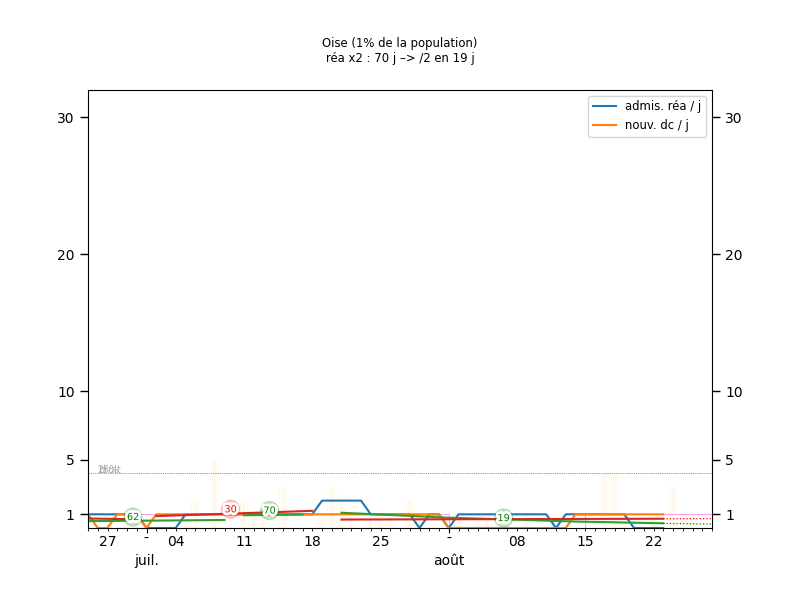 Oise (1% de la population)
réa x2 : 70 j –> /2 en 19 j
admis. réa / j
nouv. dc / j
30 30
20 20
10 10
5 5
1 1
62 30 70 19
27 - 04 11 18 25 - 08 15 22
juil. août